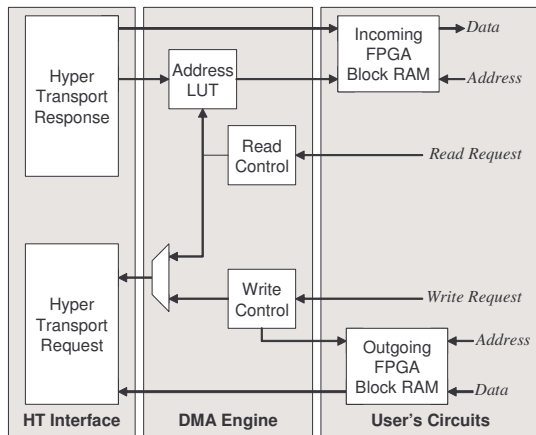 Hyper
Transport
Response
Address
LUT
Incoming
FPGA
Block RAM
Data
Address
Read
Control
Read Request
Hyper
Transport
Request
Write
Control
Write Request
Outgoing
FPGA
Block RAM
Address
Data
HT Interface
DMA Engine
User's Circuits